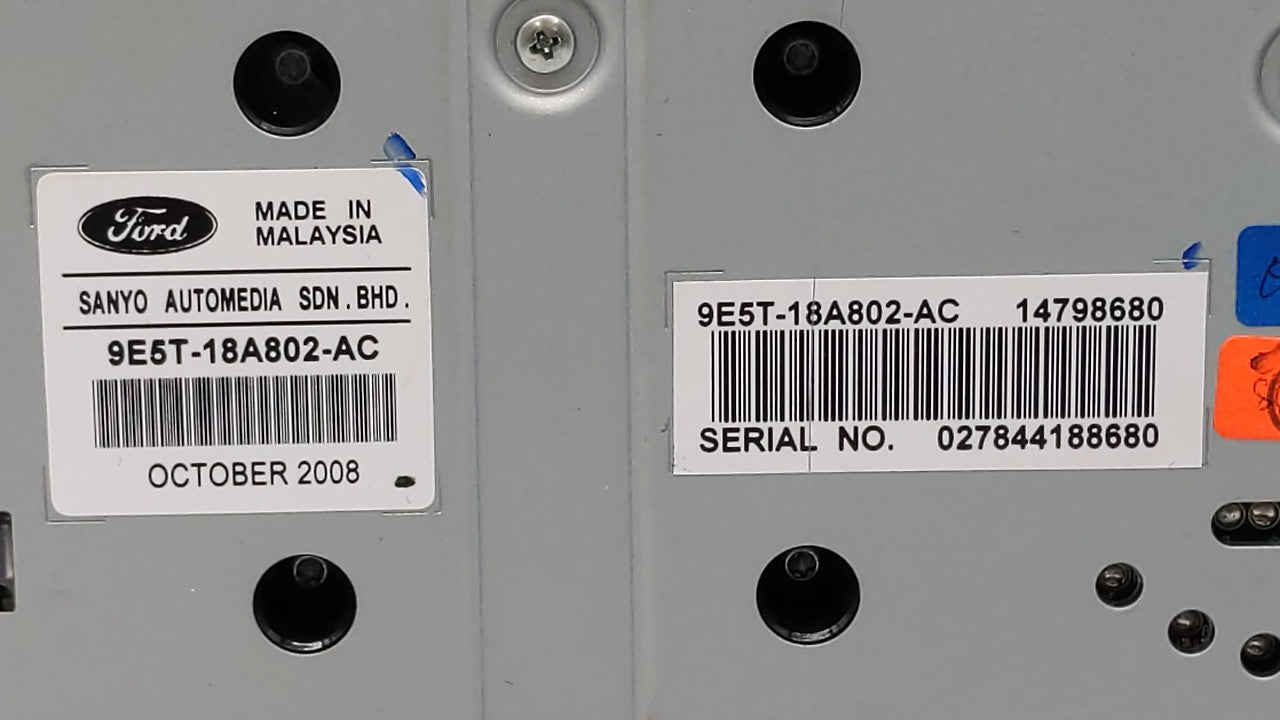 Ford
MADE IN
MALAYSIA
SANYO AUTOMEDIA SDN.BHD.
9E5T-18A802-AC
OCTOBER 2008
9E5T-18A802-AC 14798680
SERIAL NO. 027844188680